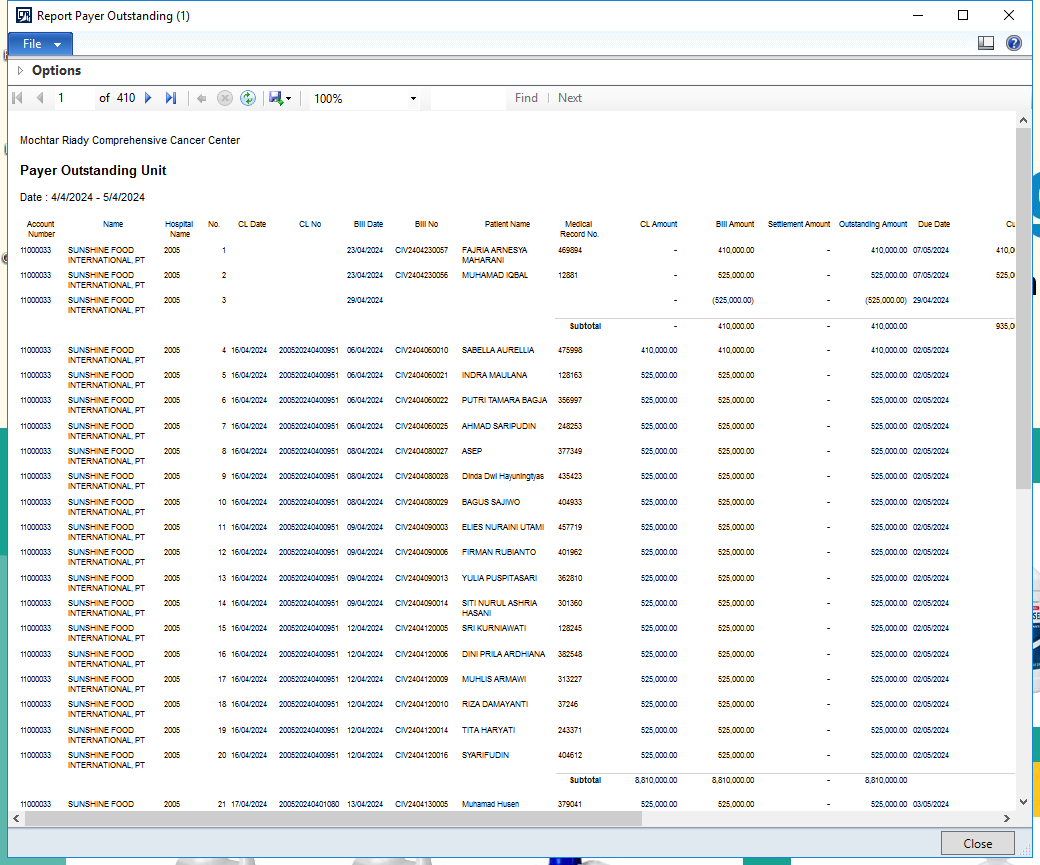 Report Payer Outstanding (1)
File
Options
1 of 410 100% Find | Next
Mochtar Riady Comprehensive Cancer Center
Payer Outstanding Unit
Date : 4/4/2024 - 5/4/2024
Account Name Hospital No. CL Date CL No Bill Date Bill No Patient Name Medical CL Amount Bill Amount Settlement Amount Outstanding Amount Due Date Cu
Number Name Record No.
11000033 SUNSHINE FOOD 2005 1 23/04/2024 CIV2404230057 FAJRIA ARNESYA 469894 - 410,000.00 - 410,000.00 07/05/2024 410,0
INTERNATIONAL, PT MAHARANI
11000033 SUNSHINE FOOD 2005 2 23/04/2024 CIV2404230056 MUHAMAD IQBAL 12881 - 525,000.00 - 525,000.00 07/05/2024 525,0
INTERNATIONAL, PT
11000033 SUNSHINE FOOD 2005 3 29/04/2024 - (525,000.00) - (525,000.00) 29/04/2024
INTERNATIONAL, PT
Subtotal - 410,000.00 - 410,000.00 935,0
11000033 SUNSHINE FOOD 2005 4 16/04/2024 200520240400951 06/04/2024 CIV2404060010 SABELLA AURELLIA 475998 410,000.00 410,000.00 - 410,000.00 02/05/2024
INTERNATIONAL, PT
11000033 SUNSHINE FOOD 2005 5 16/04/2024 200520240400951 06/04/2024 CIV2404060021 INDRA MAULANA 128163 525,000.00 525,000.00 - 525,000.00 02/05/2024
INTERNATIONAL, PT
11000033 SUNSHINE FOOD 2005 6 16/04/2024 200520240400951 06/04/2024 CIV2404060022 PUTRI TAMARA BAGJA 356997 525,000.00 525,000.00 - 525,000.00 02/05/2024
INTERNATIONAL, PT
11000033 SUNSHINE FOOD 2005 7 16/04/2024 200520240400951 06/04/2024 CIV2404060025 AHMAD SARIPUDIN 248253 525,000.00 525,000.00 - 525,000.00 02/05/2024
INTERNATIONAL, PT
11000033 SUNSHINE FOOD 2005 8 16/04/2024 200520240400951 08/04/2024 CIV2404080027 ASEP 377349 525,000.00 525,000.00 - 525,000.00 02/05/2024
INTERNATIONAL, PT
11000033 SUNSHINE FOOD 2005 9 16/04/2024 200520240400951 08/04/2024 CIV2404080028 Dinda Dwi Hayuningtyas 435423 525,000.00 525,000.00 - 525,000.00 02/05/2024
INTERNATIONAL, PT
11000033 SUNSHINE FOOD 2005 10 16/04/2024 200520240400951 08/04/2024 CIV2404080029 BAGUS SAJIWO 404933 525,000.00 525,000.00 - 525,000.00 02/05/2024
INTERNATIONAL, PT
11000033 SUNSHINE FOOD 2005 11 16/04/2024 200520240400951 09/04/2024 CIV2404090003 ELIES NURAINI UTAMI 457719 525,000.00 525,000.00 - 525,000.00 02/05/2024
INTERNATIONAL, PT
11000033 SUNSHINE FOOD 2005 12 16/04/2024 200520240400951 09/04/2024 CIV2404090006 FIRMAN RUBIANTO 401962 525,000.00 525,000.00 - 525,000.00 02/05/2024
INTERNATIONAL, PT
11000033 SUNSHINE FOOD 2005 13 16/04/2024 200520240400951 09/04/2024 CIV2404090013 YULIA PUSPITASARI 362810 525,000.00 525,000.00 - 525,000.00 02/05/2024
INTERNATIONAL, PT
11000033 SUNSHINE FOOD 2005 14 16/04/2024 200520240400951 09/04/2024 CIV2404090014 SITI NURUL ASHRIA 301360 525,000.00 525,000.00 - 525,000.00 02/05/2024
INTERNATIONAL, PT HASANI
11000033 SUNSHINE FOOD 2005 15 16/04/2024 200520240400951 12/04/2024 CIV2404120005 SRI KURNIAWATI 128245 525,000.00 525,000.00 - 525,000.00 02/05/2024
INTERNATIONAL, PT
11000033 SUNSHINE FOOD 2005 16 16/04/2024 200520240400951 12/04/2024 CIV2404120006 DINI PRILA ARDHIANA 382548 525,000.00 525,000.00 - 525,000.00 02/05/2024
INTERNATIONAL, PT
11000033 SUNSHINE FOOD 2005 17 16/04/2024 200520240400951 12/04/2024 CIV2404120009 MUHLIS ARMAWI 313227 525,000.00 525,000.00 - 525,000.00 02/05/2024
INTERNATIONAL, PT
11000033 SUNSHINE FOOD 2005 18 16/04/2024 200520240400951 12/04/2024 CIV2404120010 RIZA DAMAYANTI 37246 525,000.00 525,000.00 - 525,000.00 02/05/2024
INTERNATIONAL, PT
11000033 SUNSHINE FOOD 2005 19 16/04/2024 200520240400951 12/04/2024 CIV2404120014 TITA HARYATI 243371 525,000.00 525,000.00 - 525,000.00 02/05/2024
INTERNATIONAL, PT
11000033 SUNSHINE FOOD 2005 20 16/04/2024 200520240400951 12/04/2024 CIV2404120016 SYARIFUDIN 404612 525,000.00 525,000.00 - 525,000.00 02/05/2024
INTERNATIONAL, PT
Subtotal 8,810,000.00 8,810,000.00 - 8,810,000.00
11000033 SUNSHINE FOOD 2005 21 17/04/2024 200520240401080 13/04/2024 CIV2404130005 Muhamad Husen 379041 525,000.00 525,000.00 - 525,000.00 03/05/2024
Close